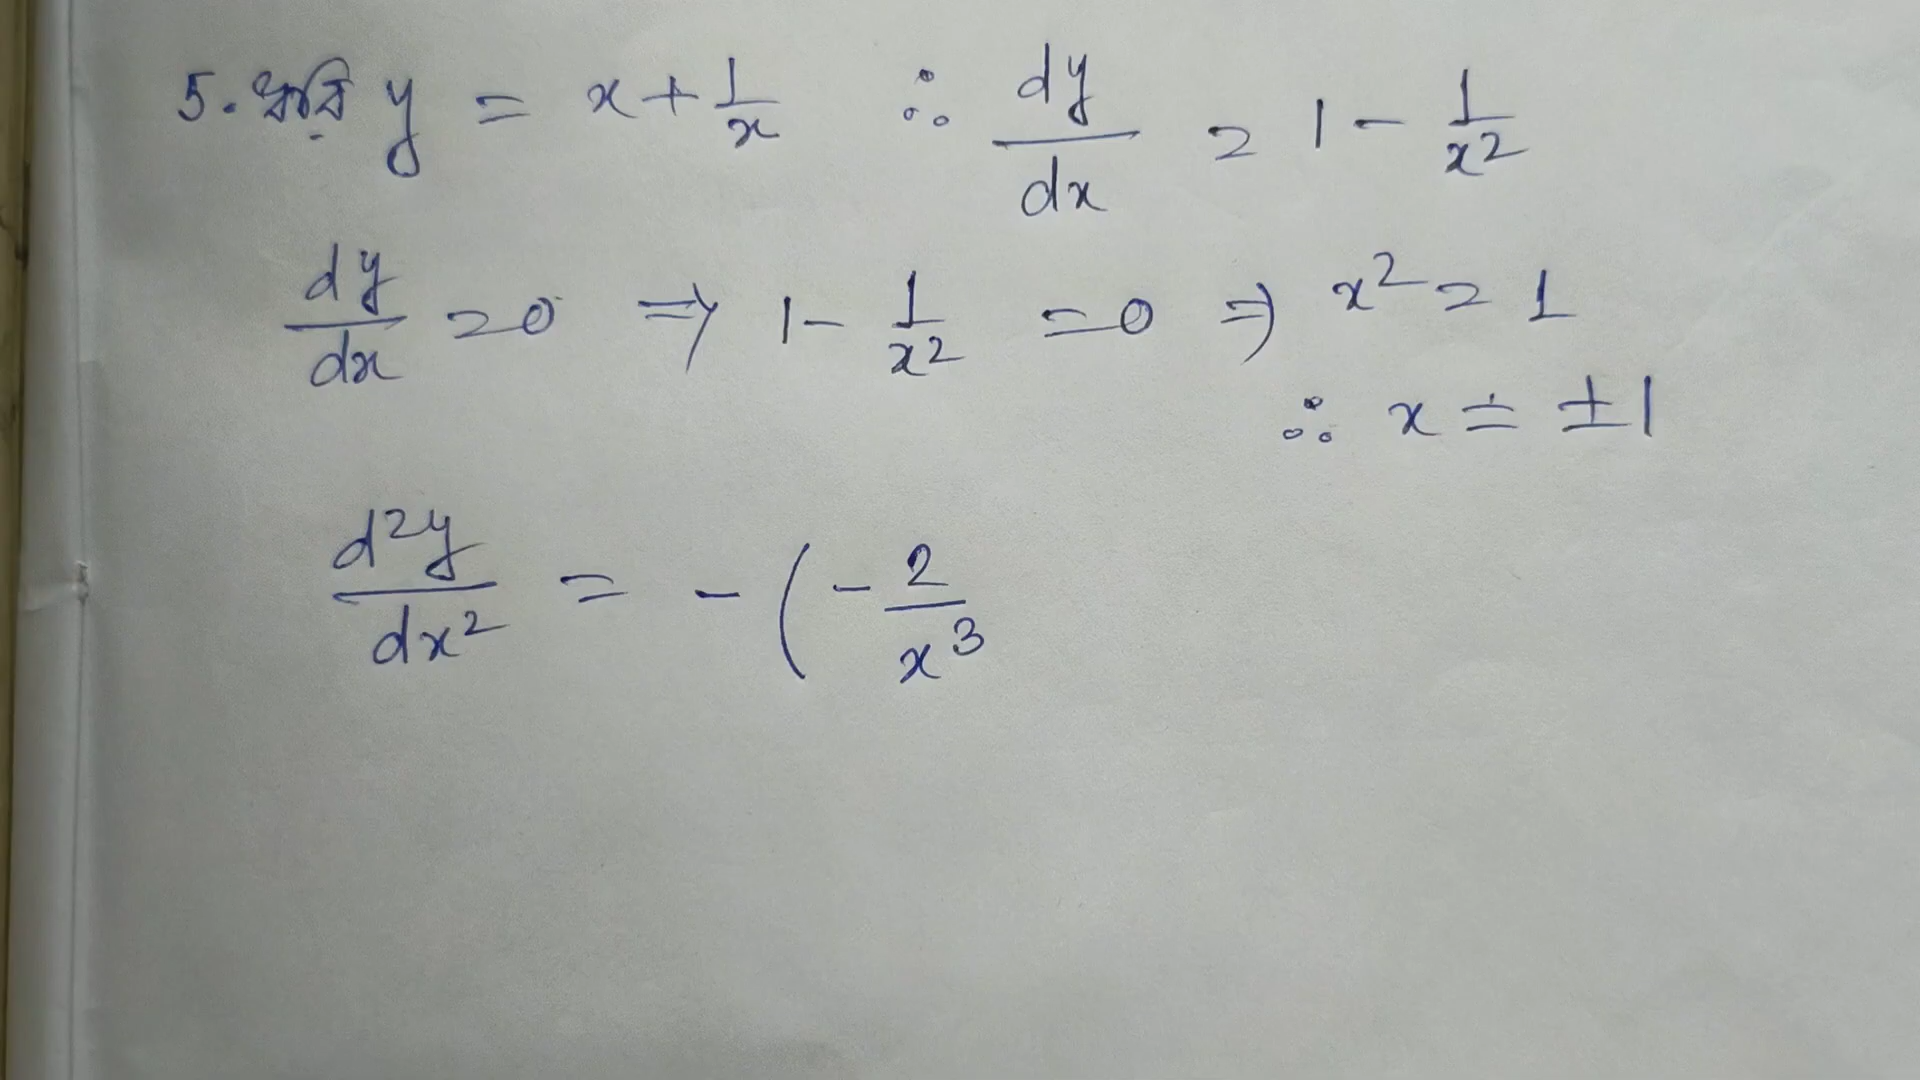 5. ধরি y = x + 1/x ∴ dy/dx = 1 - 1/x²
dy/dx = 0 ⇒ 1 - 1/x² = 0 ⇒ x² = 1
∴ x = ±1
d²y/dx² = - ( - 2/x³